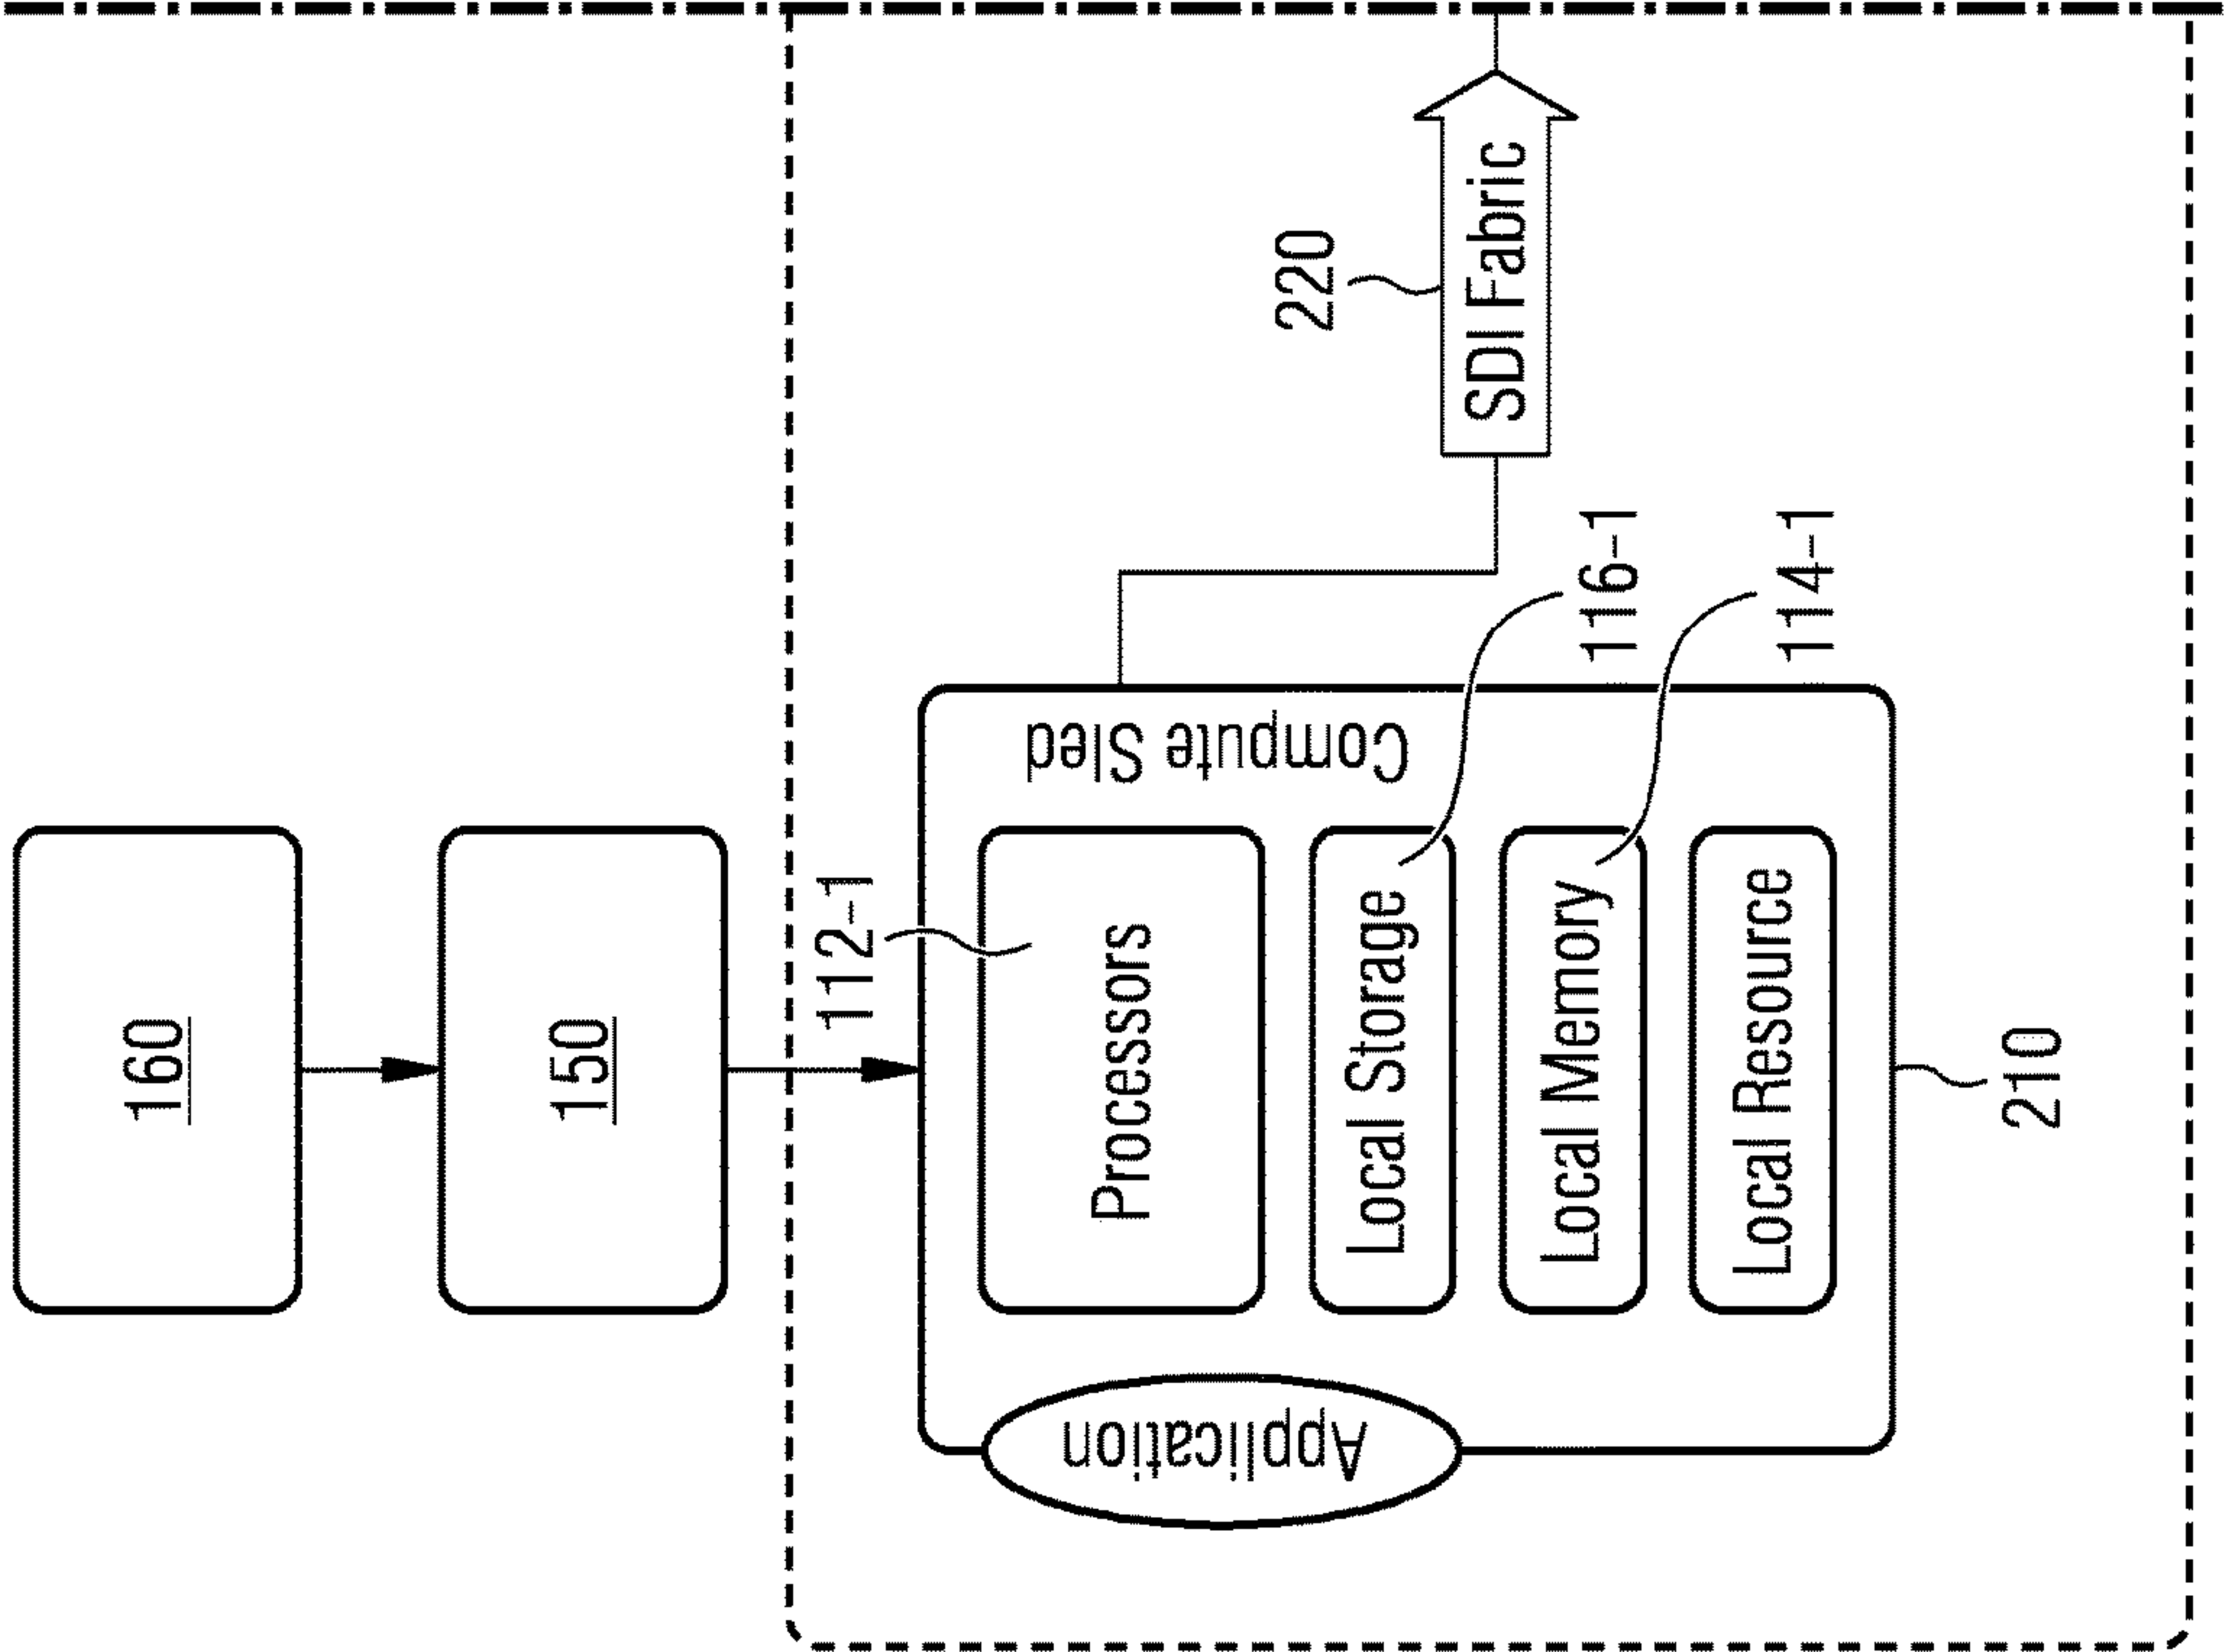 160
150
112-1
Compute Sled
Processors
Local Storage
Local Memory
Local Resource
Application
116-1
114-1
210
220
SDI Fabric